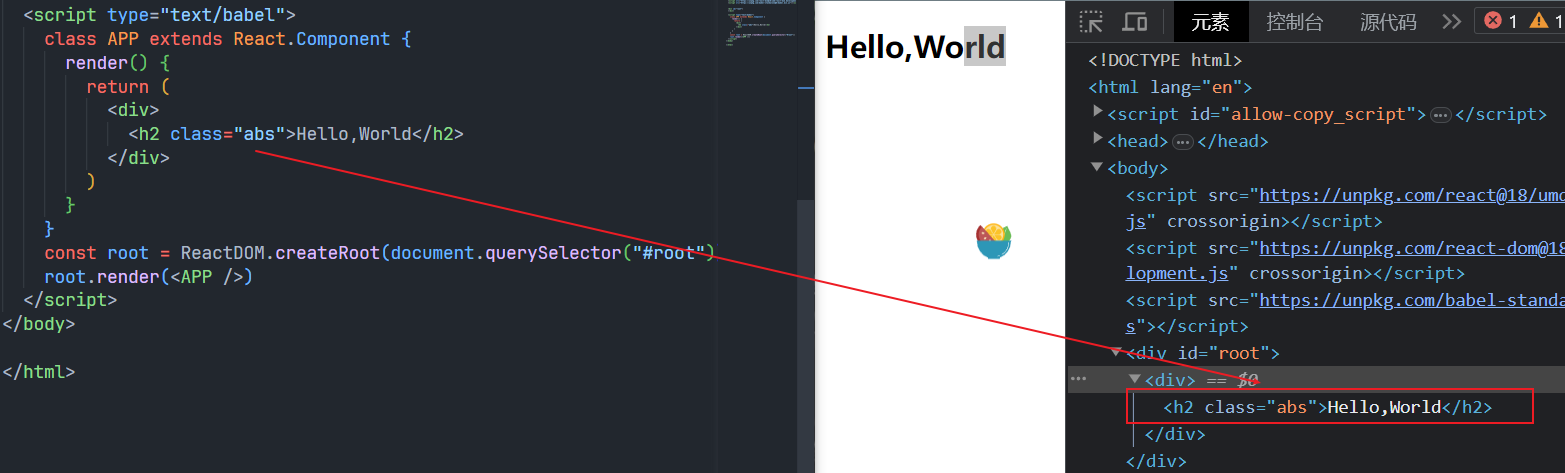 <script type="text/babel">
class APP extends React.Component {
render() {
return (
<div>
<h2 class="abs">Hello,World</h2>
</div>
)
}
}
const root = ReactDOM.createRoot(document.querySelector("#root")
root.render(<APP />)
</script>
</body>
</html>
Hello,World
元素 控制台 源代码 1 1
<!DOCTYPE html>
<html lang="en">
<script id="allow-copy_script"> … </script>
<head> … </head>
<body>
<script src="https://unpkg.com/react@18/umd
js" crossorigin></script>
<script src="https://unpkg.com/react-dom@18
lopment.js" crossorigin></script>
<script src="https://unpkg.com/babel-standa
s"></script>
<div id="root">
<div> == $0
<h2 class="abs">Hello,World</h2>
</div>
</div>